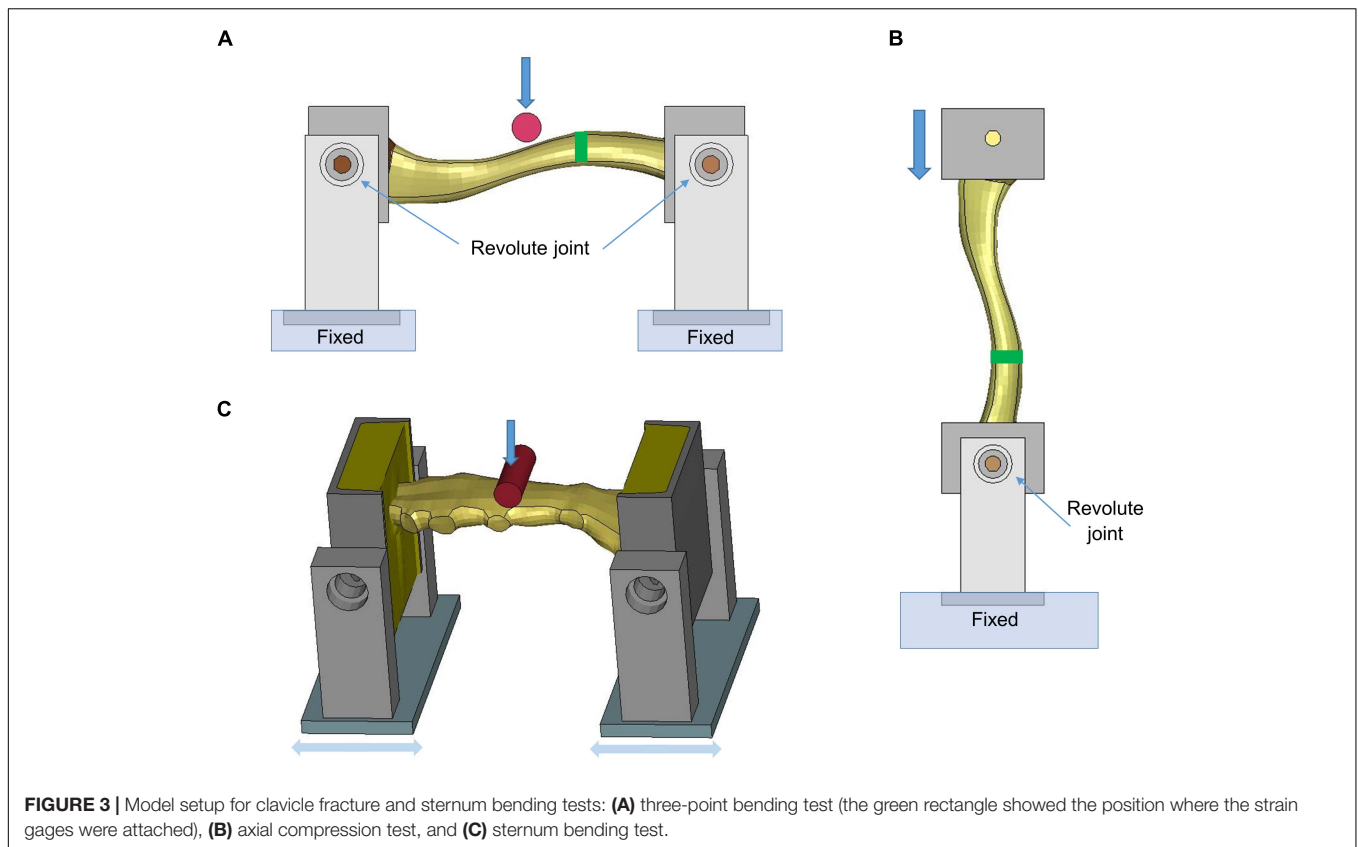 A
B
Revolute joint
Fixed
Fixed
C
Revolute
joint
Fixed
FIGURE 3 | Model setup for clavicle fracture and sternum bending tests: (A) three-point bending test (the green rectangle showed the position where the strain
gages were attached), (B) axial compression test, and (C) sternum bending test.